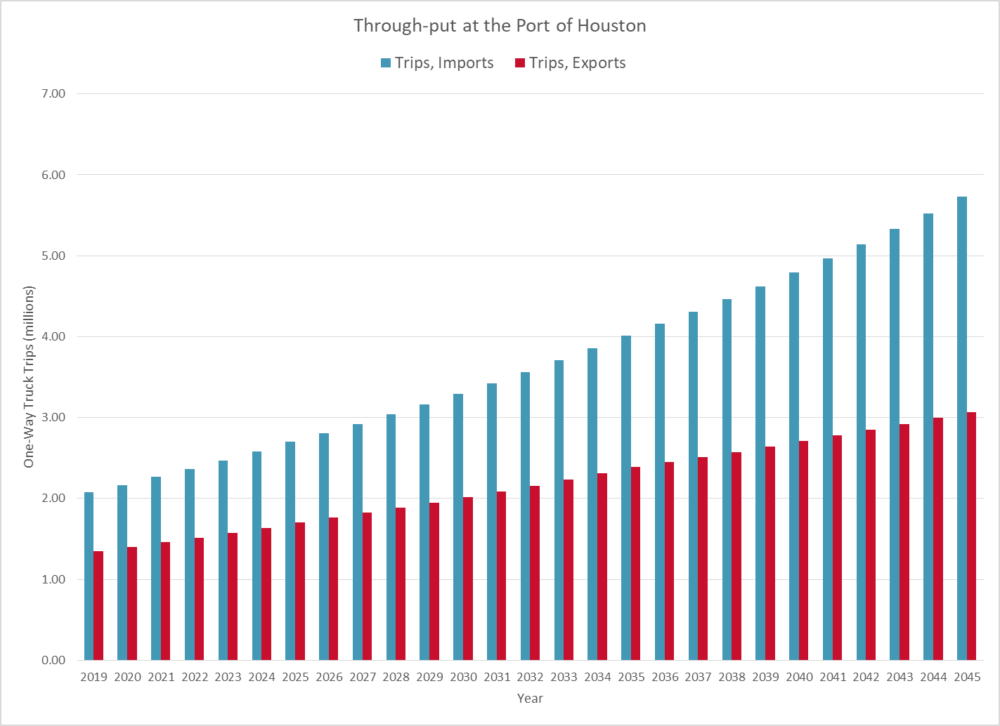 Through-put at the Port of Houston
Trips, Imports Trips, Exports
7.00
6.00
5.00
4.00
3.00
2.00
1.00
0.00
One-Way Truck Trips (millions)
2019 2020 2021 2022 2023 2024 2025 2026 2027 2028 2029 2030 2031 2032 2033 2034 2035 2036 2037 2038 2039 2040 2041 2042 2043 2044 2045
Year